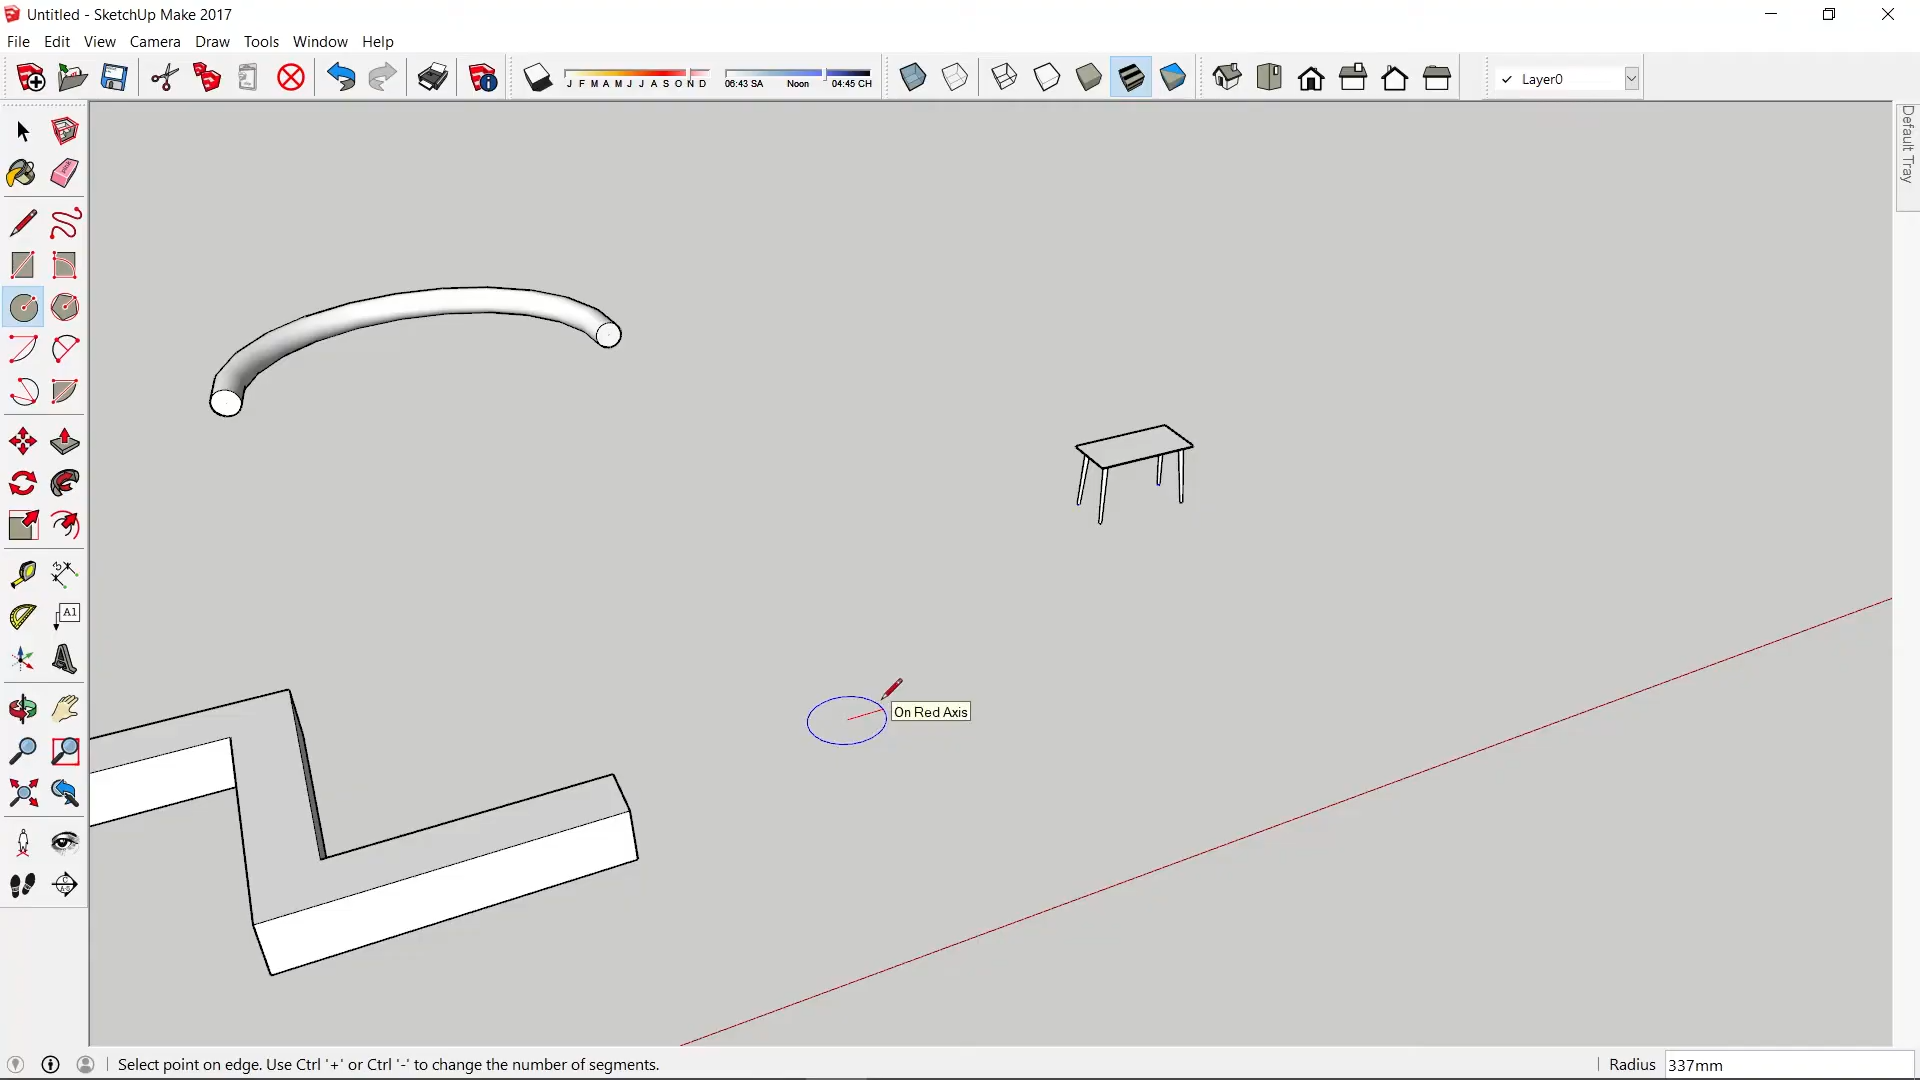 Untitled - SketchUp Make 2017
File Edit View Camera Draw Tools Window Help
J F M A M J J A S O N D
06:43 SA Noon 04:45 CH
Layer0
Default Tray
A1
On Red Axis
Select point on edge. Use Ctrl '+' or Ctrl '-' to change the number of segments.
Radius 337mm